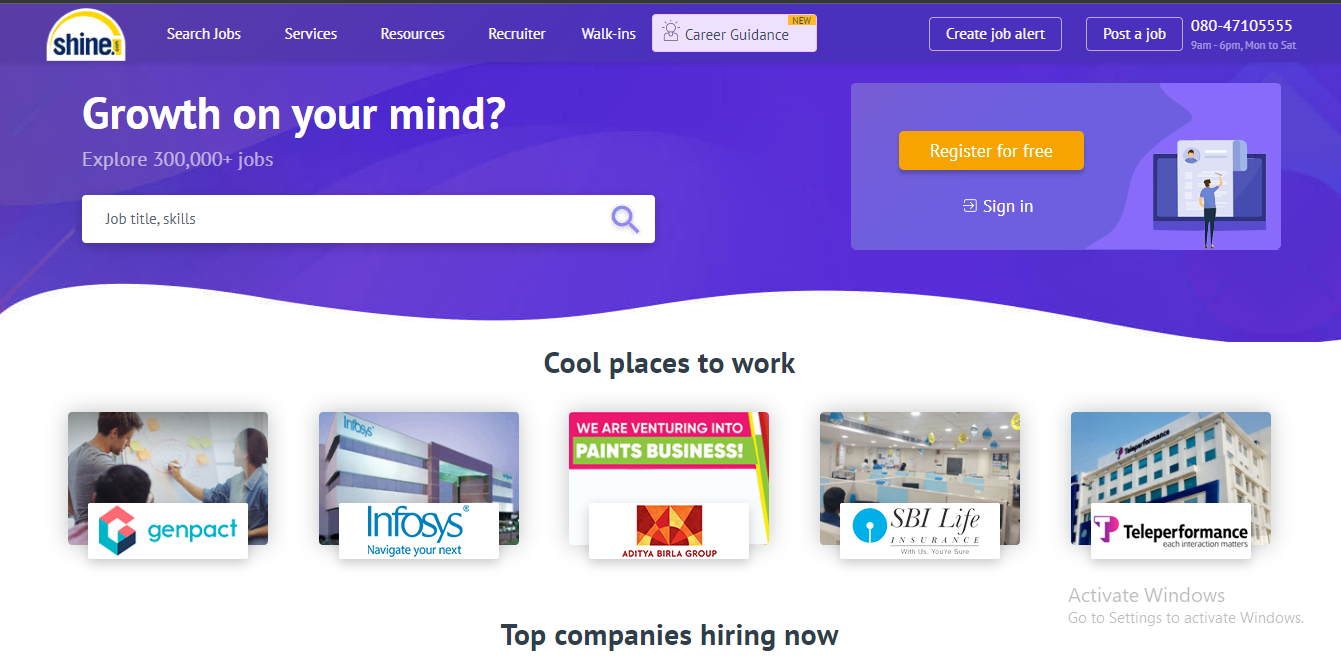 shine.com
Search Jobs
Services
Resources
Recruiter
Walk-ins
Career Guidance
NEW
Create job alert
Post a job
080-47105555
9am - 6pm, Mon to Sat
Growth on your mind?
Explore 300,000+ jobs
Job title, skills
Register for free
Sign in
Cool places to work
genpact
Infosys
Infosys®
Navigate your next
WE ARE VENTURING INTO
PAINTS BUSINESS!
ADITYA BIRLA GROUP
SBI Life
INSURANCE
With Us, You're Sure
Teleperformance
Teleperformance
each interaction matters
Activate Windows
Go to Settings to activate Windows.
Top companies hiring now